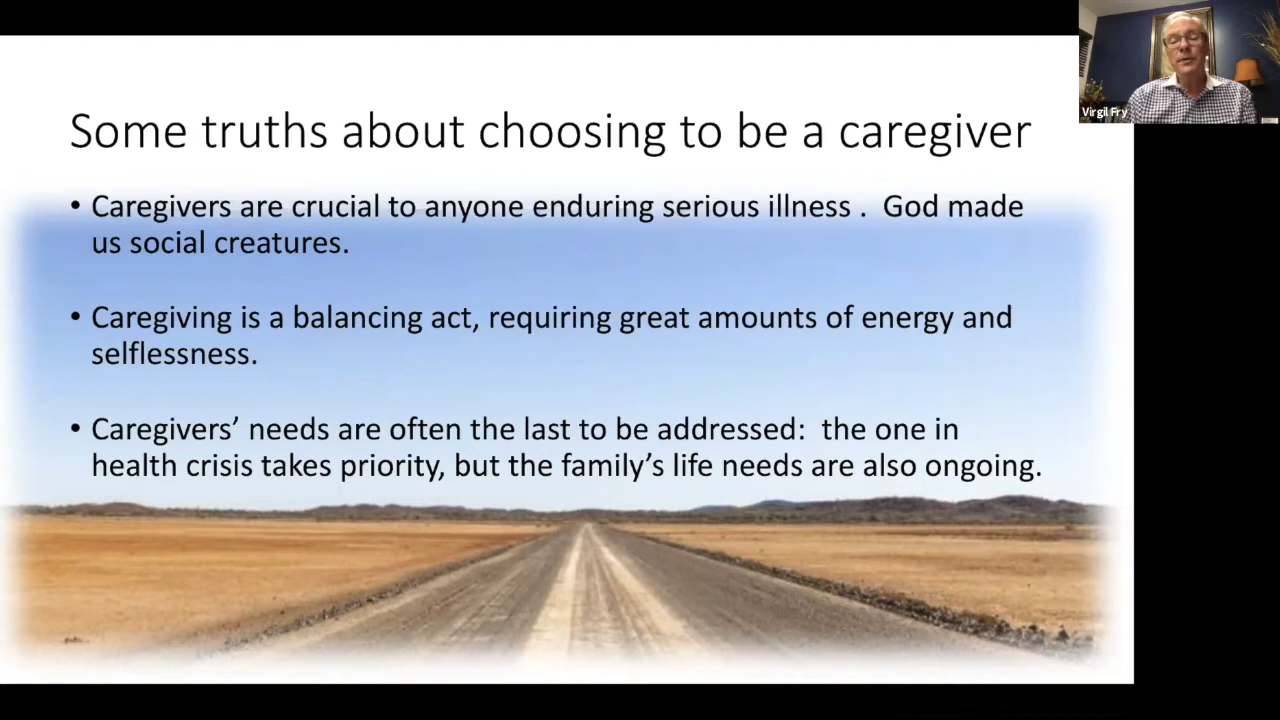 Some truths about choosing to be a caregiver
• Caregivers are crucial to anyone enduring serious illness .  God made
us social creatures.
• Caregiving is a balancing act, requiring great amounts of energy and
selflessness.
• Caregivers’ needs are often the last to be addressed:  the one in
health crisis takes priority, but the family’s life needs are also ongoing.
Virgil Fry